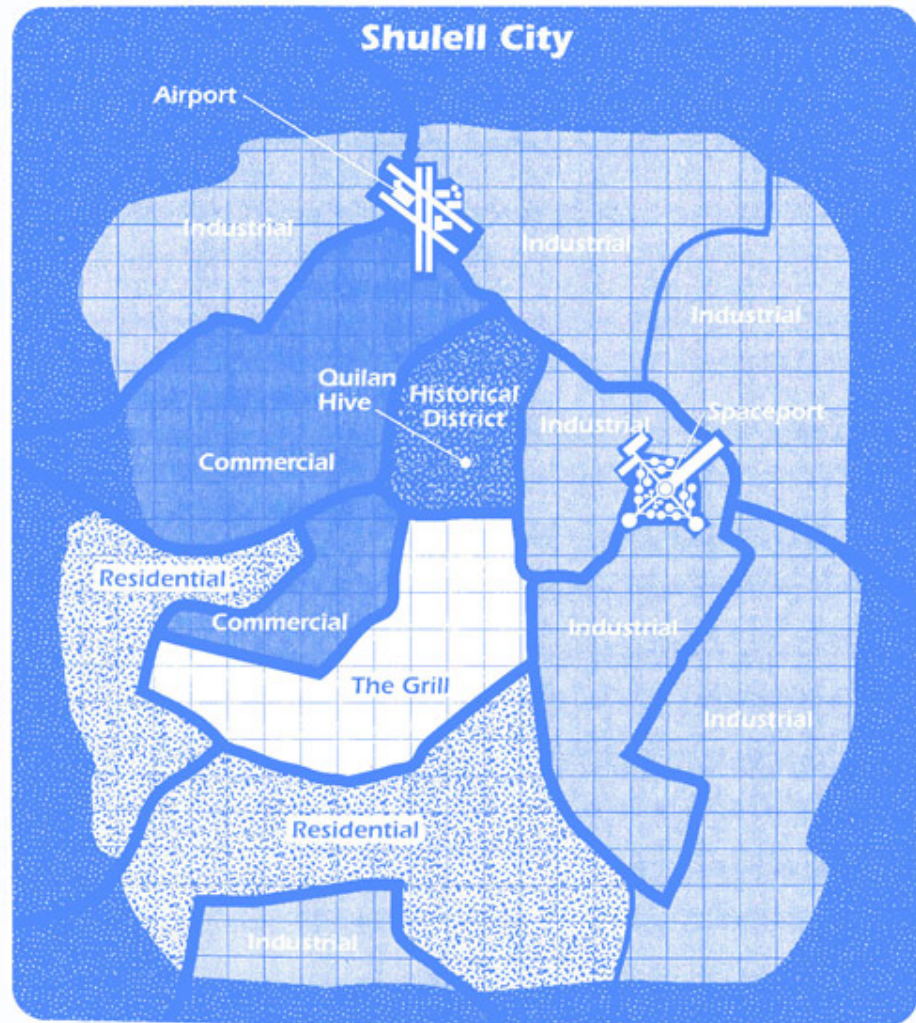 Shulell City
Airport
Industrial
Industrial
Industrial
Quilan
Hive
Historical
District
Spaceport
Industrial
Commercial
Residential
Commercial
Industrial
The Grill
Industrial
Residential
Industrial